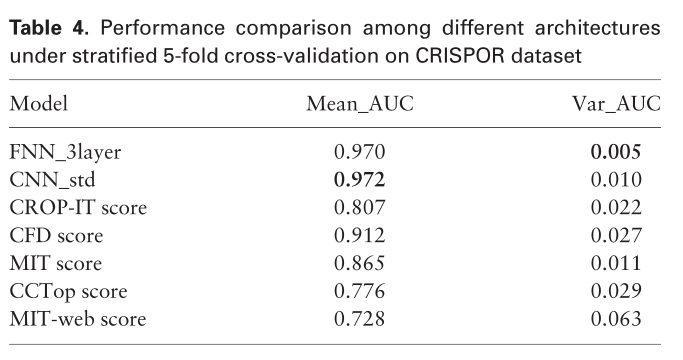 Table 4. Performance comparison among different architectures
under stratified 5-fold cross-validation on CRISPOR dataset
Model Mean_AUC Var_AUC
FNN_3layer 0.970 0.005
CNN_std 0.972 0.010
CROP-IT score 0.807 0.022
CFD score 0.912 0.027
MIT score 0.865 0.011
CCTop score 0.776 0.029
MIT-web score 0.728 0.063